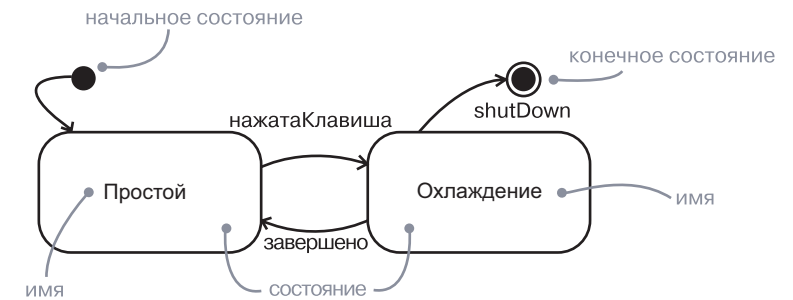 начальное состояние
конечное состояние
нажатаКлавиша
shutDown
Простой
Охлаждение
имя
завершено
имя
состояние